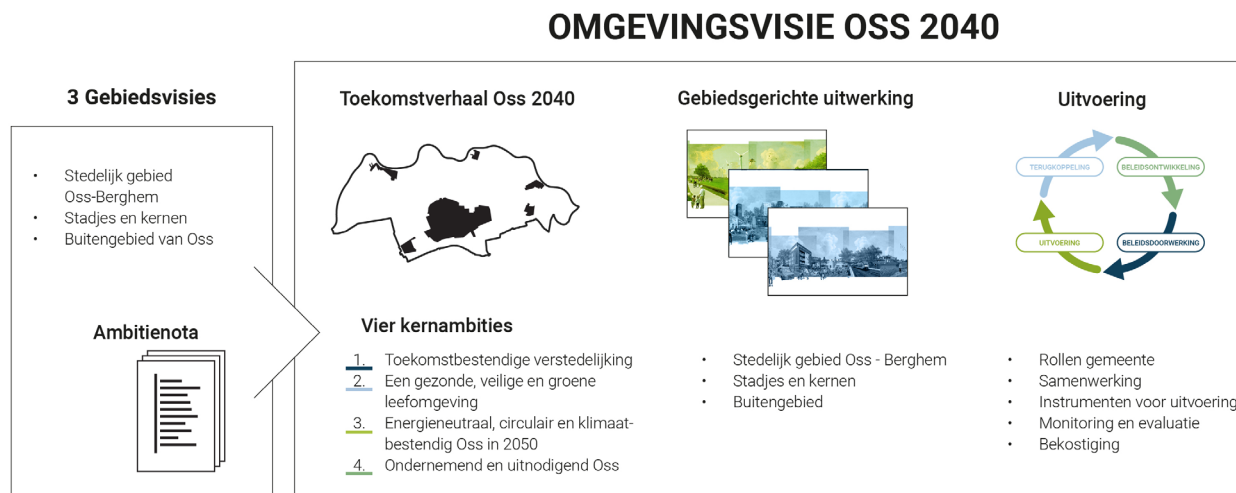 OMGEVINGSVISIE OSS 2040
3 Gebiedsvisies
• Stedelijk gebied
Oss-Berghem
• Stadjes en kernen
• Buitengebied van Oss
Ambitienota
Toekomstverhaal Oss 2040
Vier kernambities
1. Toekomstbestendige verstedelijking
2. Een gezonde, veilige en groene
leefomgeving
3. Energieneutraal, circulair en klimaat-
bestendig Oss in 2050
4. Ondernemend en uitnodigend Oss
Gebiedsgerichte uitwerking
• Stedelijk gebied Oss - Berghem
• Stadjes en kernen
• Buitengebied
Uitvoering
TERUGKOPPELING
BELEIDSONTWIKKELING
UITVOERING
BELEIDSDOORWERKING
• Rollen gemeente
• Samenwerking
• Instrumenten voor uitvoering
• Monitoring en evaluatie
• Bekostiging